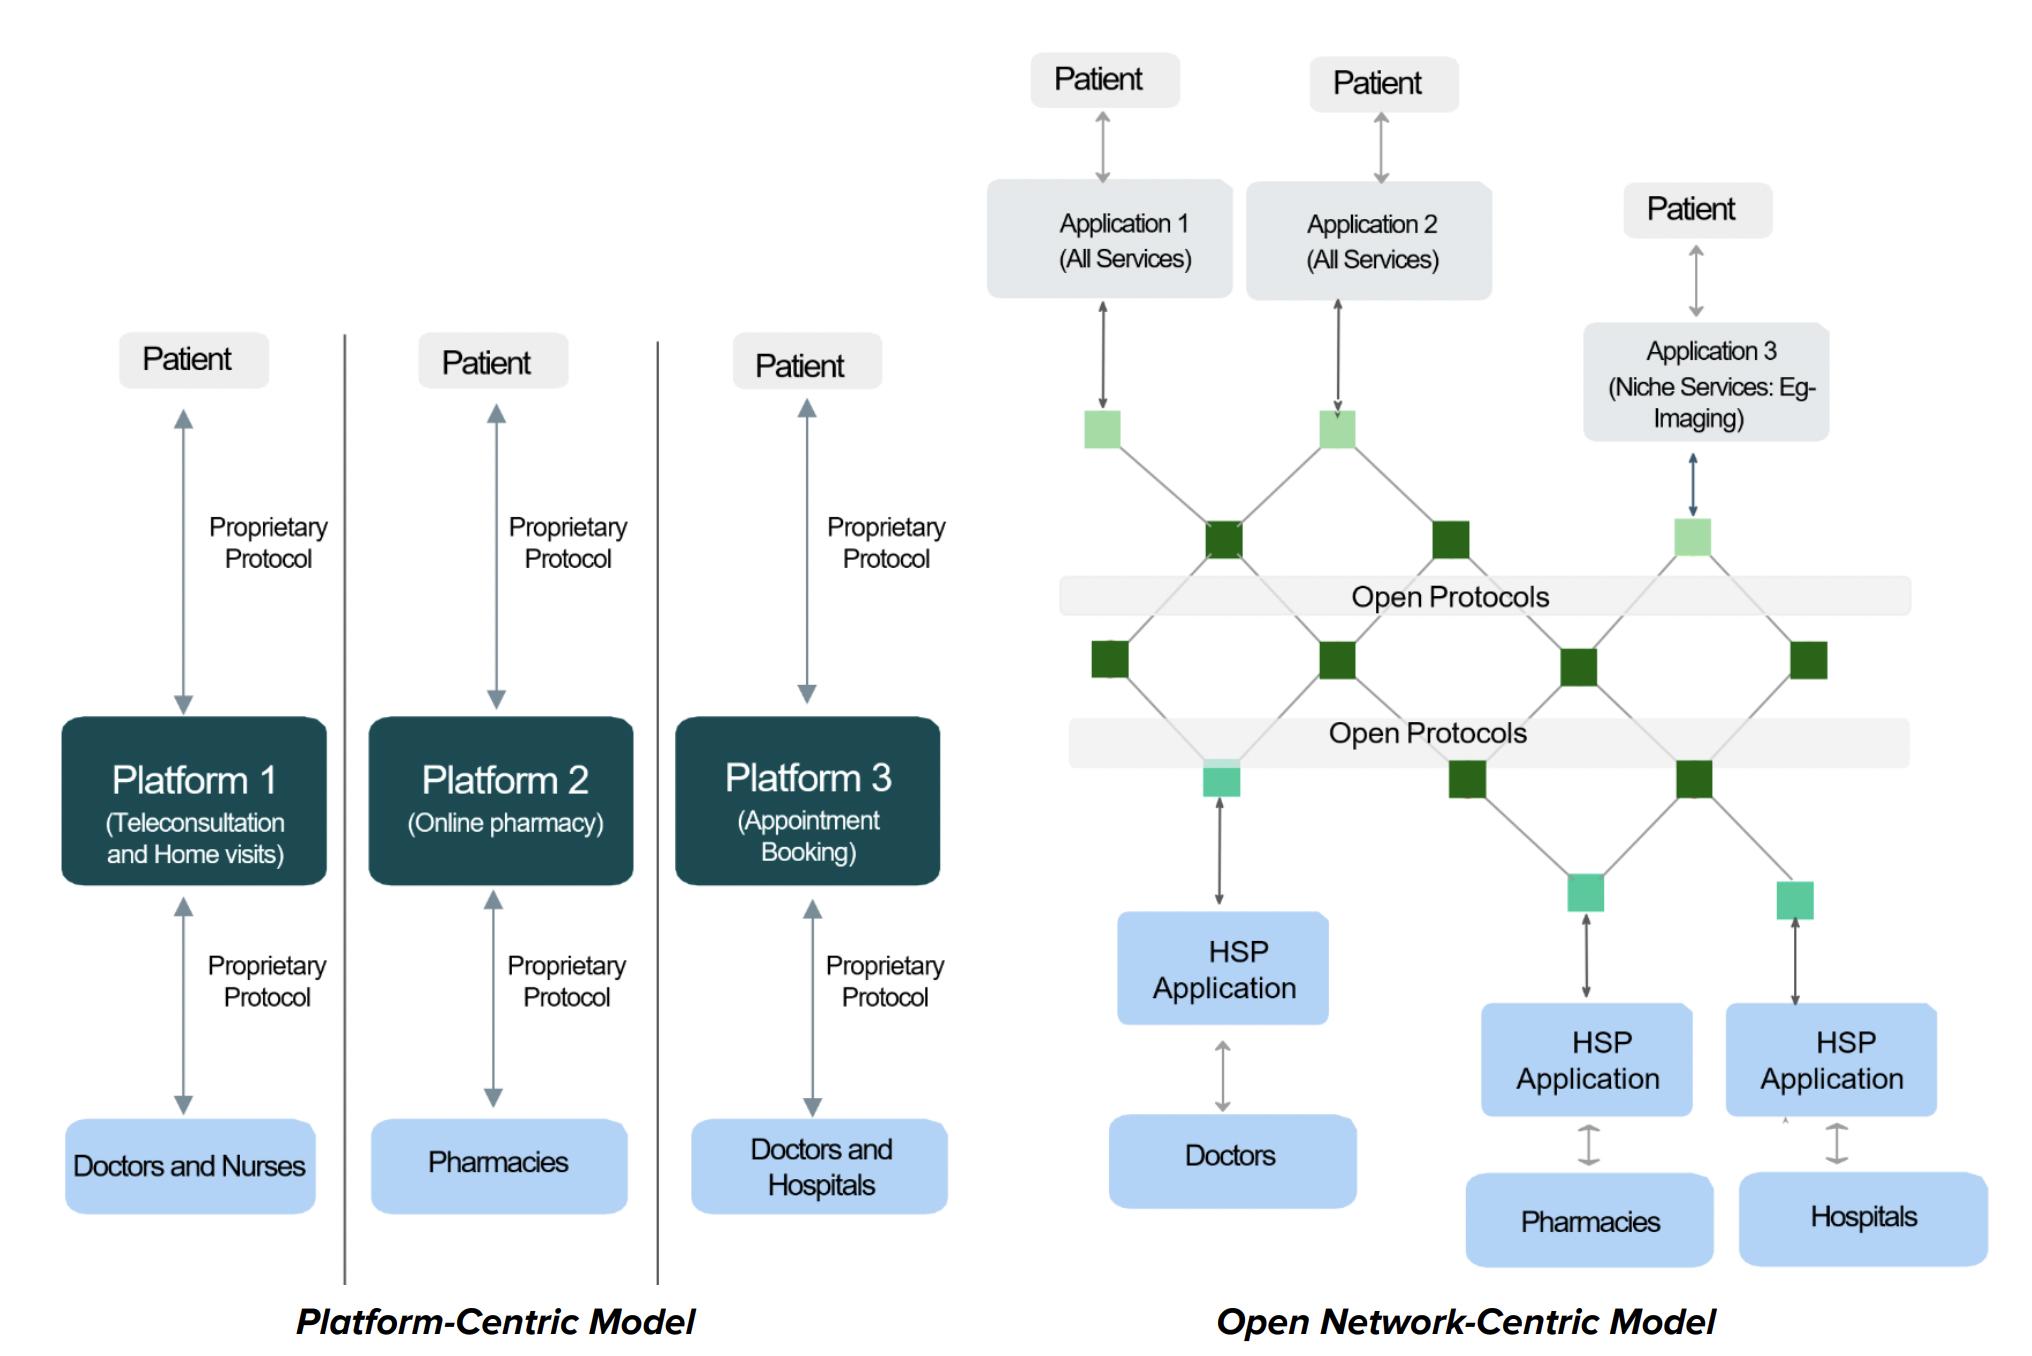 Patient
Patient
Patient
Proprietary
Protocol
Proprietary
Protocol
Proprietary
Protocol
Platform 1
(Teleconsultation
and Home visits)
Platform 2
(Online pharmacy)
Platform 3
(Appointment
Booking)
Proprietary
Protocol
Proprietary
Protocol
Proprietary
Protocol
Doctors and Nurses
Pharmacies
Doctors and
Hospitals
Platform-Centric Model
Patient
Patient
Patient
Application 1
(All Services)
Application 2
(All Services)
Application 3
(Niche Services: Eg-
Imaging)
Open Protocols
Open Protocols
HSP
Application
HSP
Application
HSP
Application
Doctors
Pharmacies
Hospitals
Open Network-Centric Model